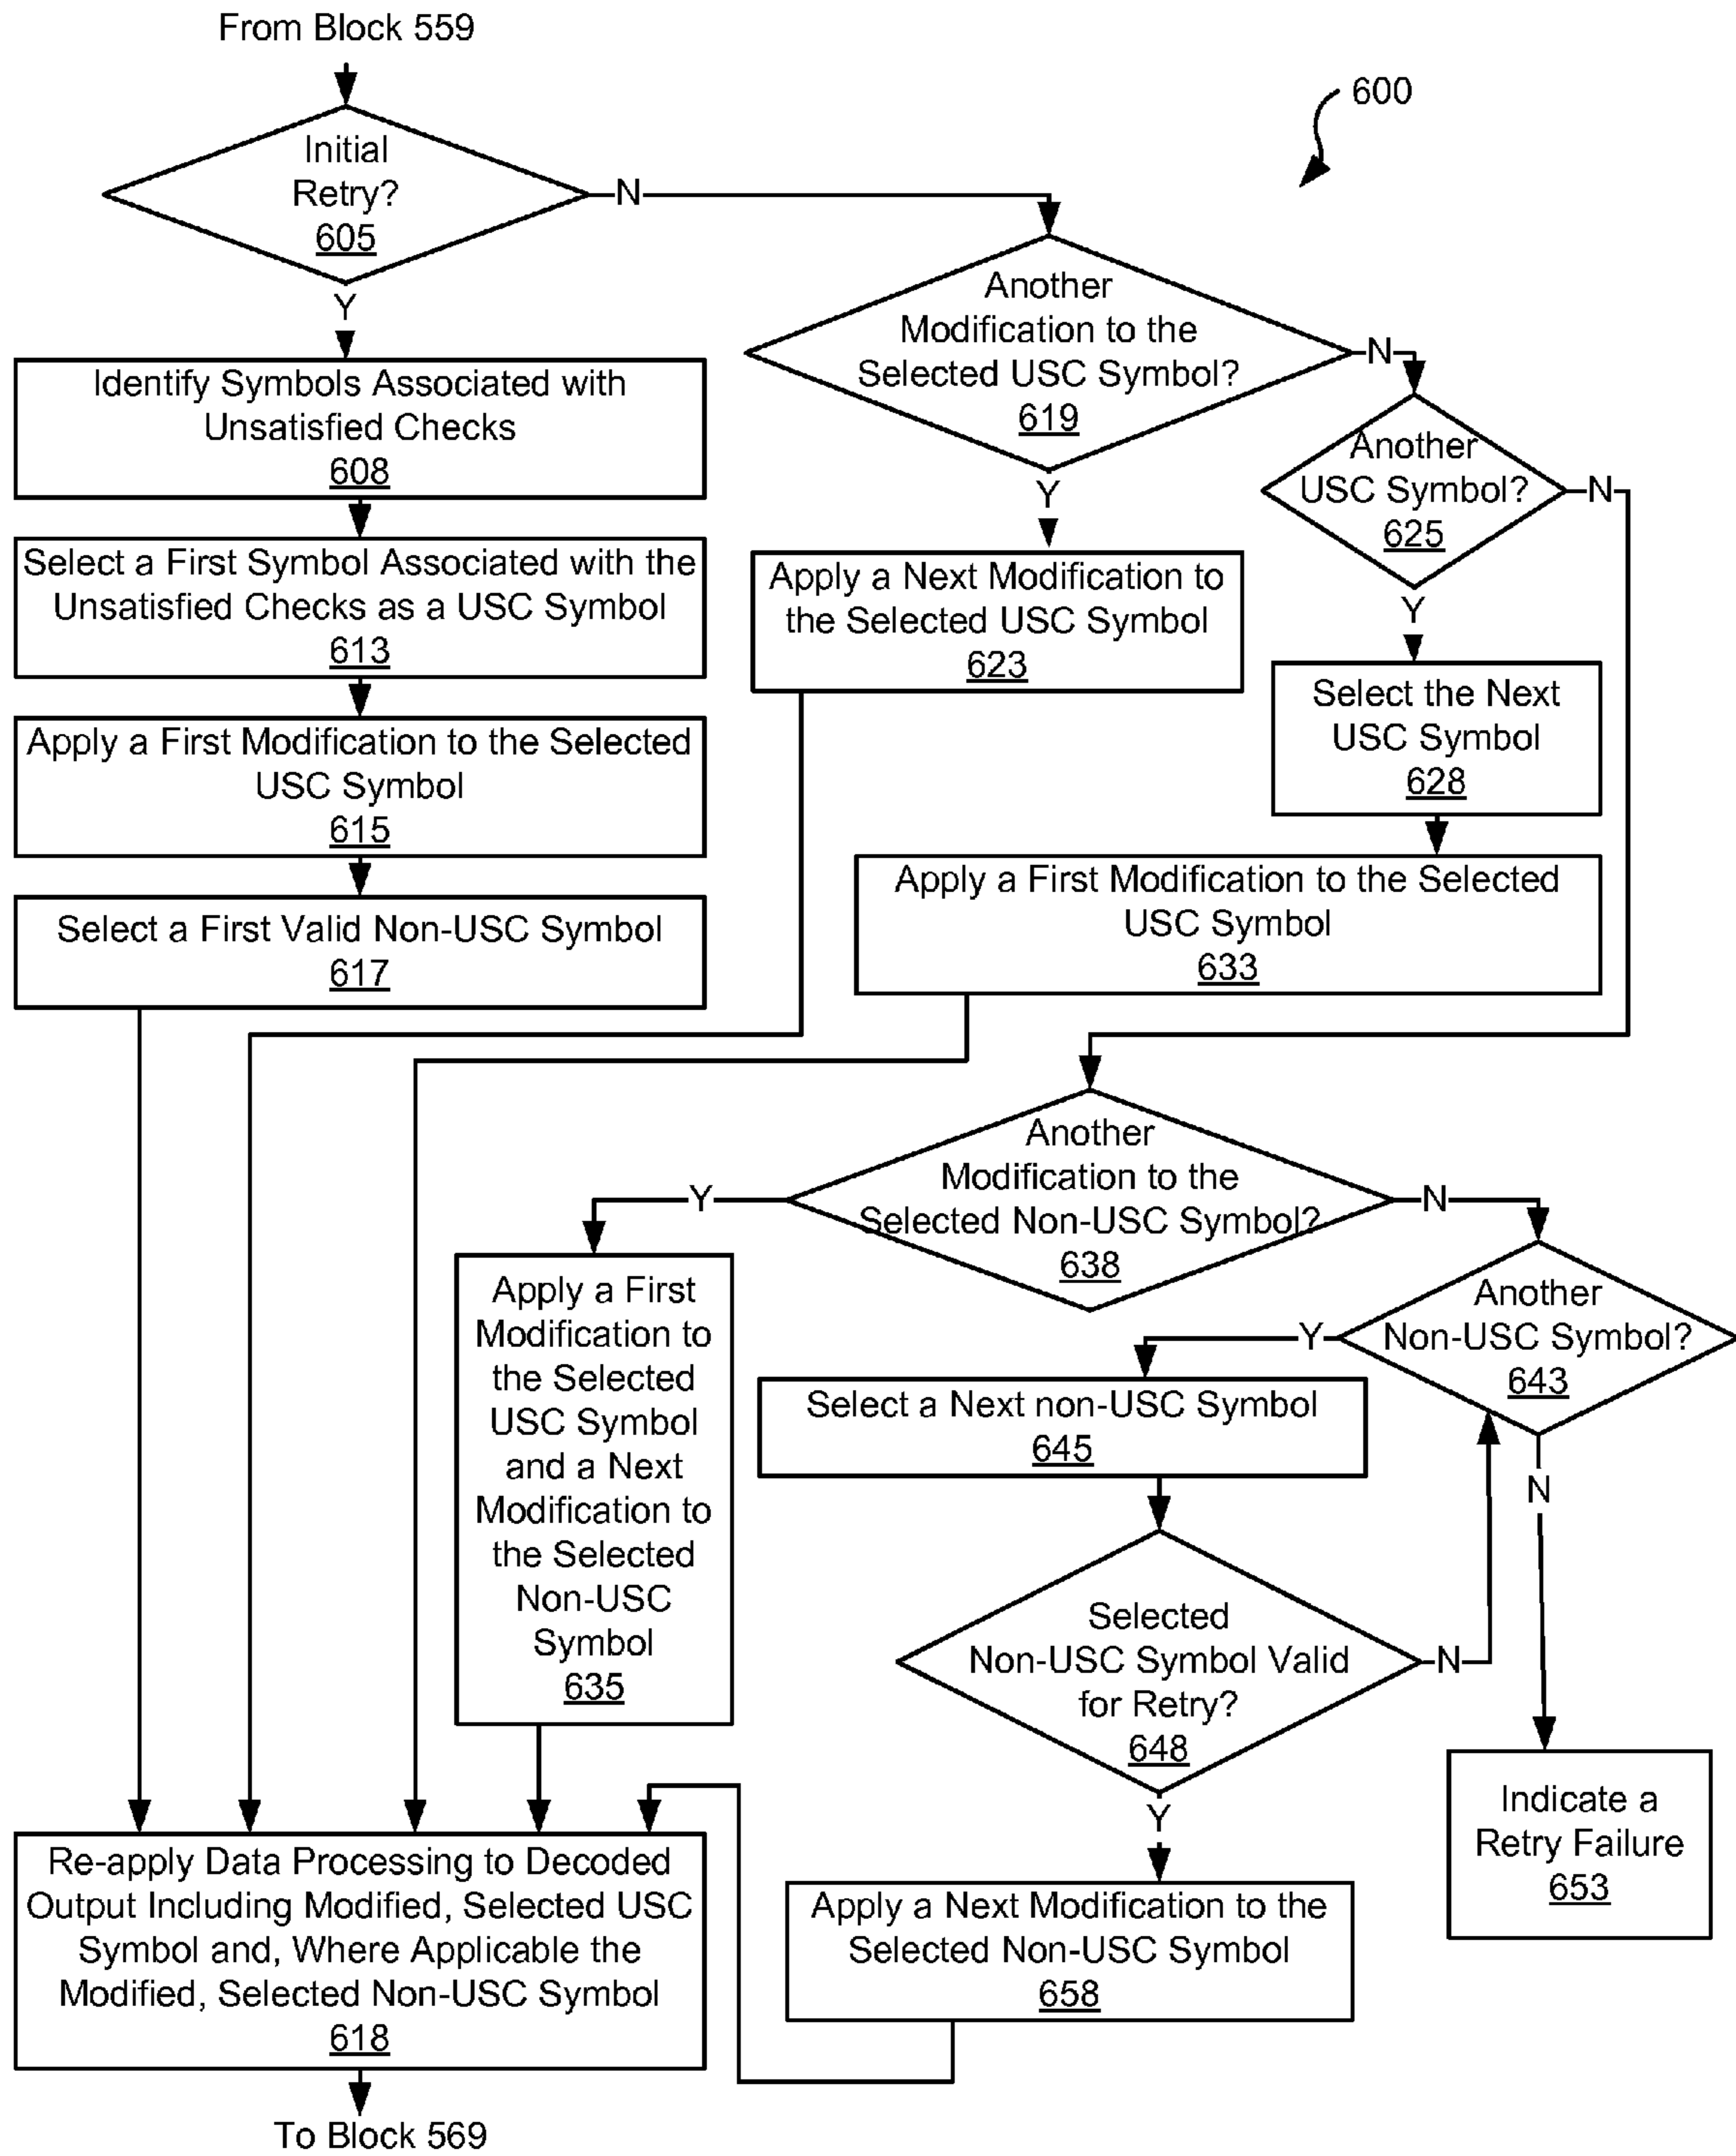 From Block 559
600
Initial
Retry?
605
N
Y
Another
Modification to the
Selected USC Symbol?
619
N
Y
Identify Symbols Associated with
Unsatisfied Checks
608
Another
USC Symbol?
625
N
Y
Select a First Symbol Associated with the
Unsatisfied Checks as a USC Symbol
613
Apply a Next Modification to
the Selected USC Symbol
623
Select the Next
USC Symbol
628
Apply a First Modification to the Selected
USC Symbol
615
Apply a First Modification to the Selected
USC Symbol
633
Select a First Valid Non-USC Symbol
617
Another
Modification to the
Selected Non-USC Symbol?
638
Y
N
Apply a First
Modification to
the Selected
USC Symbol
and a Next
Modification to
the Selected
Non-USC
Symbol
635
Another
Non-USC Symbol?
643
Y
N
Select a Next non-USC Symbol
645
Selected
Non-USC Symbol Valid
for Retry?
648
N
Y
Indicate a
Retry Failure
653
Re-apply Data Processing to Decoded
Output Including Modified, Selected USC
Symbol and, Where Applicable the
Modified, Selected Non-USC Symbol
618
Apply a Next Modification to the
Selected Non-USC Symbol
658
To Block 569